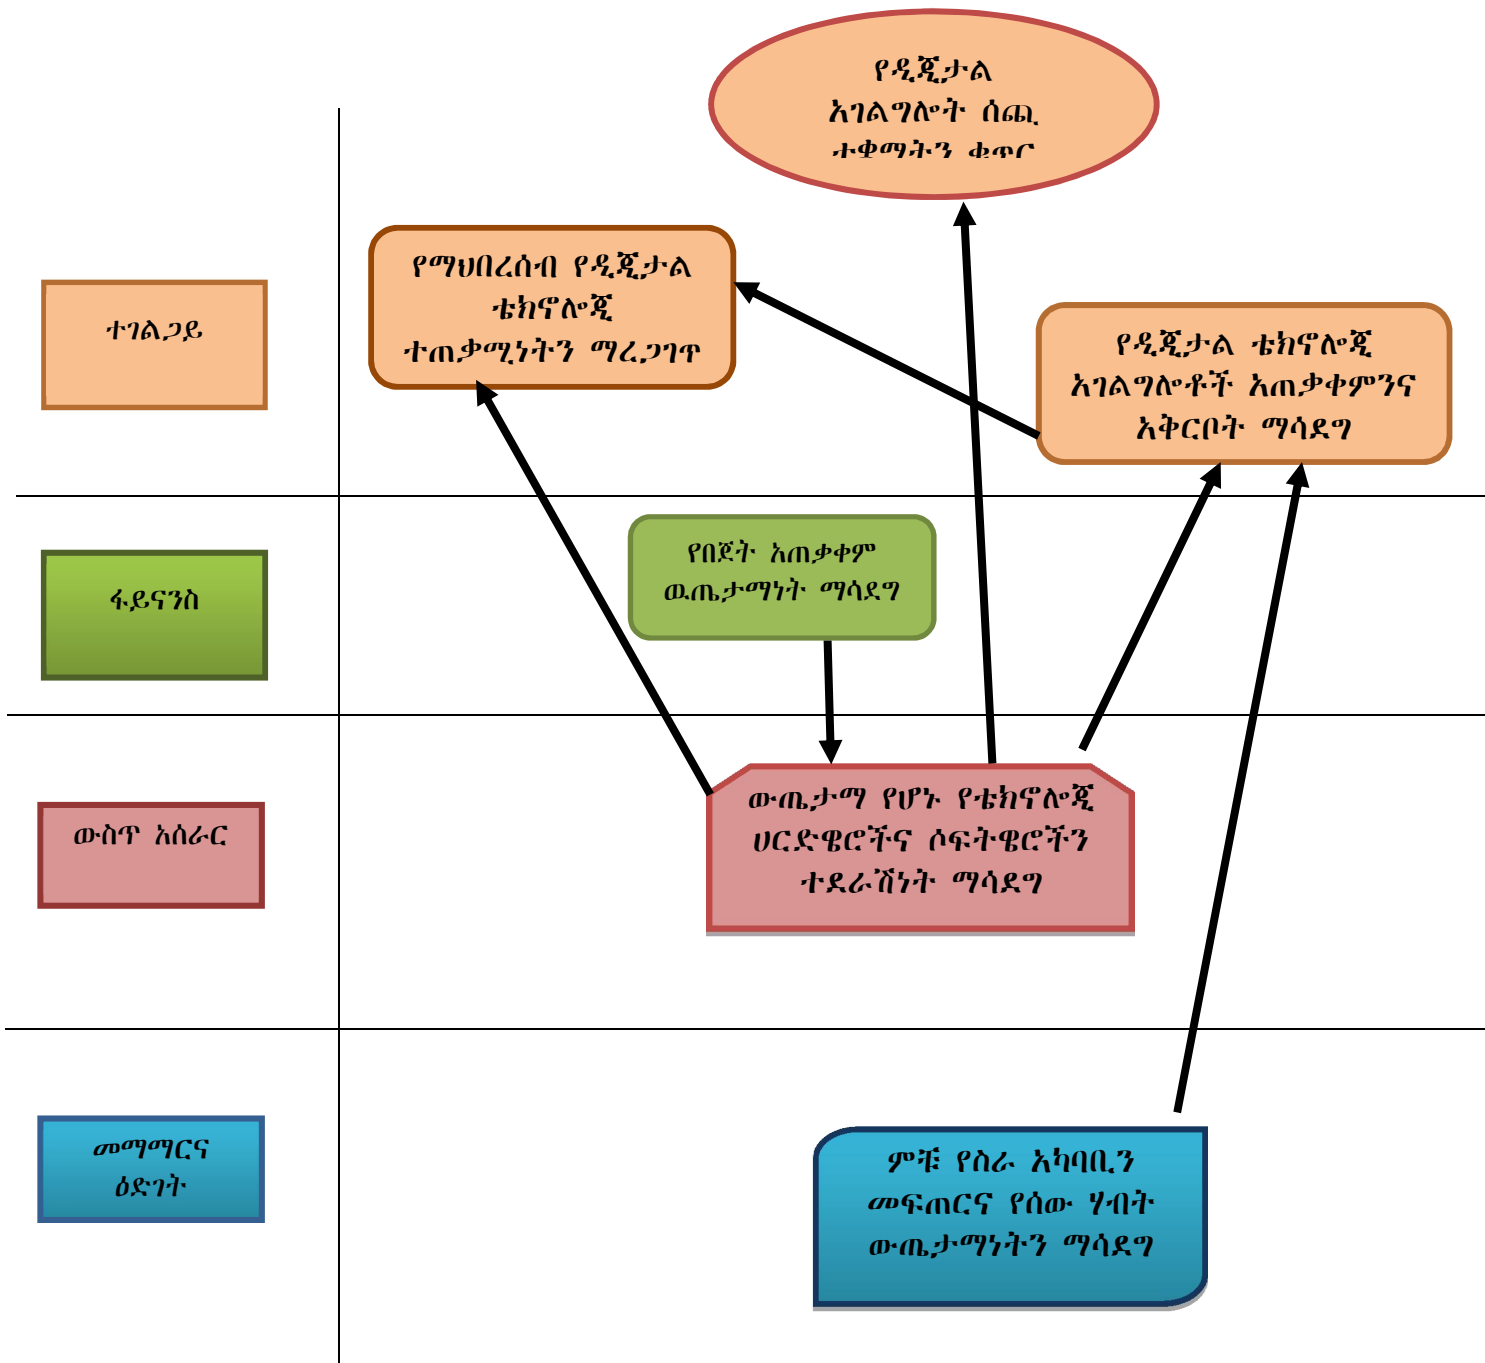 የዲጂታል
አገልግሎት ሰጪ
ተቋማትን ቁጥር
የማህበረሰብ የዲጂታል
ቴክኖሎጂ
ተጠቃሚነትን ማረጋገጥ
ተገልጋይ
የዲጂታል ቴክኖሎጂ
አገልግሎቶች አጠቃቀምንና
አቅርቦት ማሳደግ
የበጀት አጠቃቀም
ዉጤታማነት ማሳደግ
ፋይናንስ
ውጤታማ የሆኑ የቴክኖሎጂ
ሀርድዌሮችና ሶፍትዌሮችን
ተደራሽነት ማሳደግ
ውስጥ አሰራር
መማማርና
ዕድገት
ምቹ የስራ አካባቢን
መፍጠርና የሰው ሃብት
ውጤታማነትን ማሳደግ